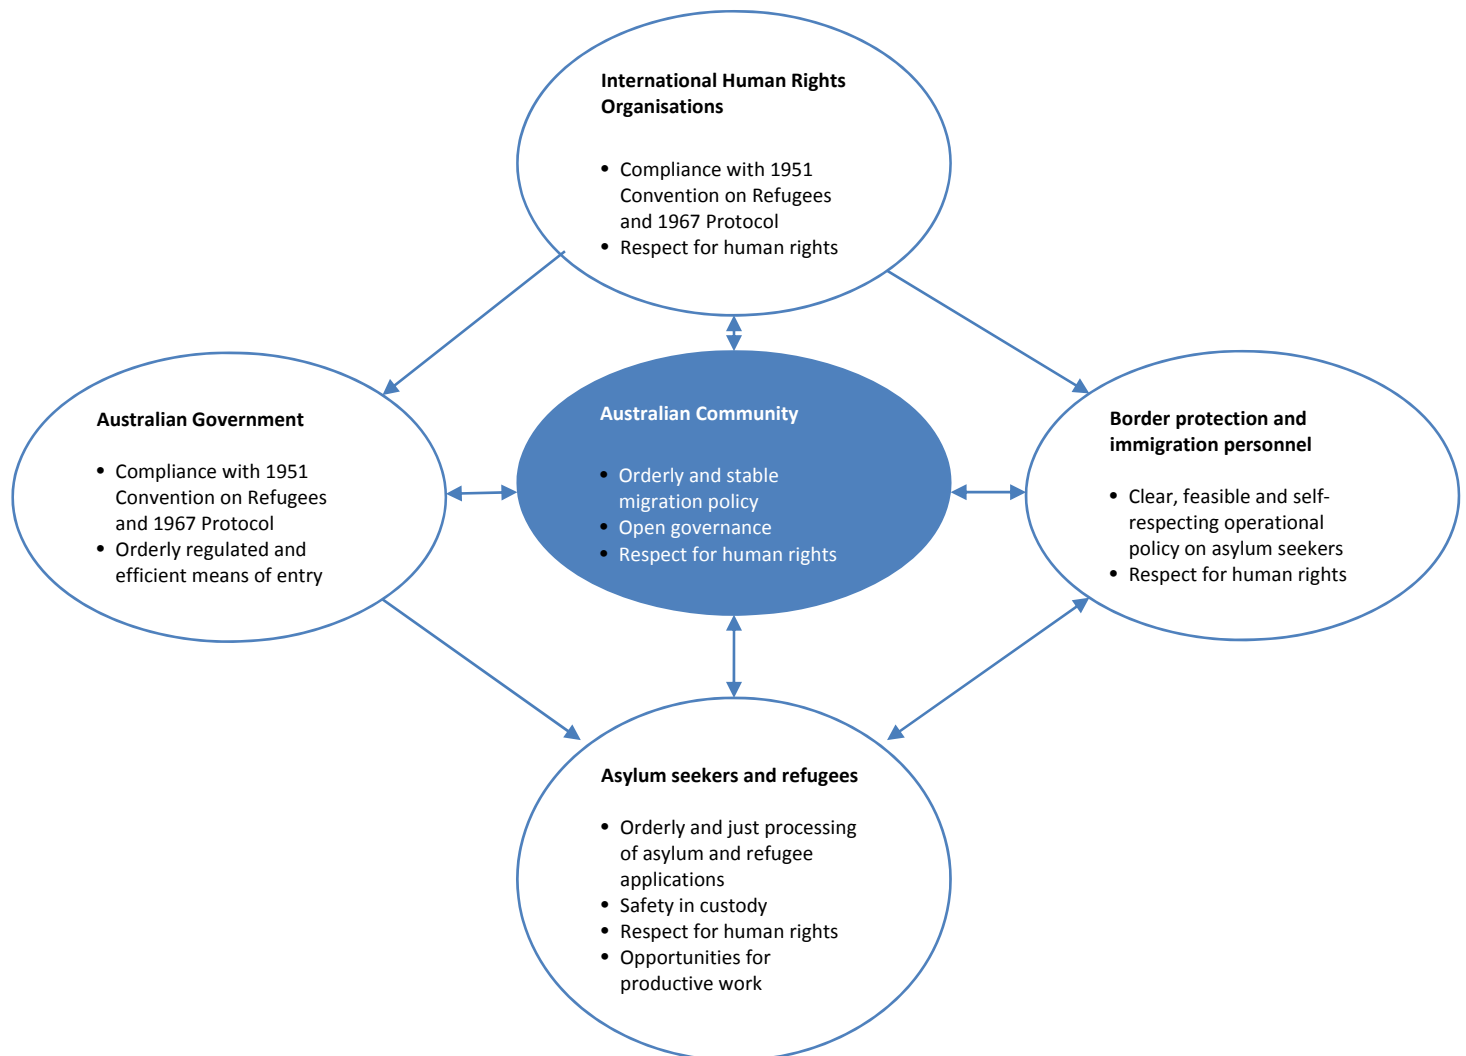 International Human Rights
Organisations
• Compliance with 1951
Convention on Refugees
and 1967 Protocol
• Respect for human rights
Australian Government
• Compliance with 1951
Convention on Refugees
and 1967 Protocol
• Orderly regulated and
efficient means of entry
Australian Community
• Orderly and stable
migration policy
• Open governance
• Respect for human rights
Border protection and
immigration personnel
• Clear, feasible and self-
respecting operational
policy on asylum seekers
• Respect for human rights
Asylum seekers and refugees
• Orderly and just processing
of asylum and refugee
applications
• Safety in custody
• Respect for human rights
• Opportunities for
productive work